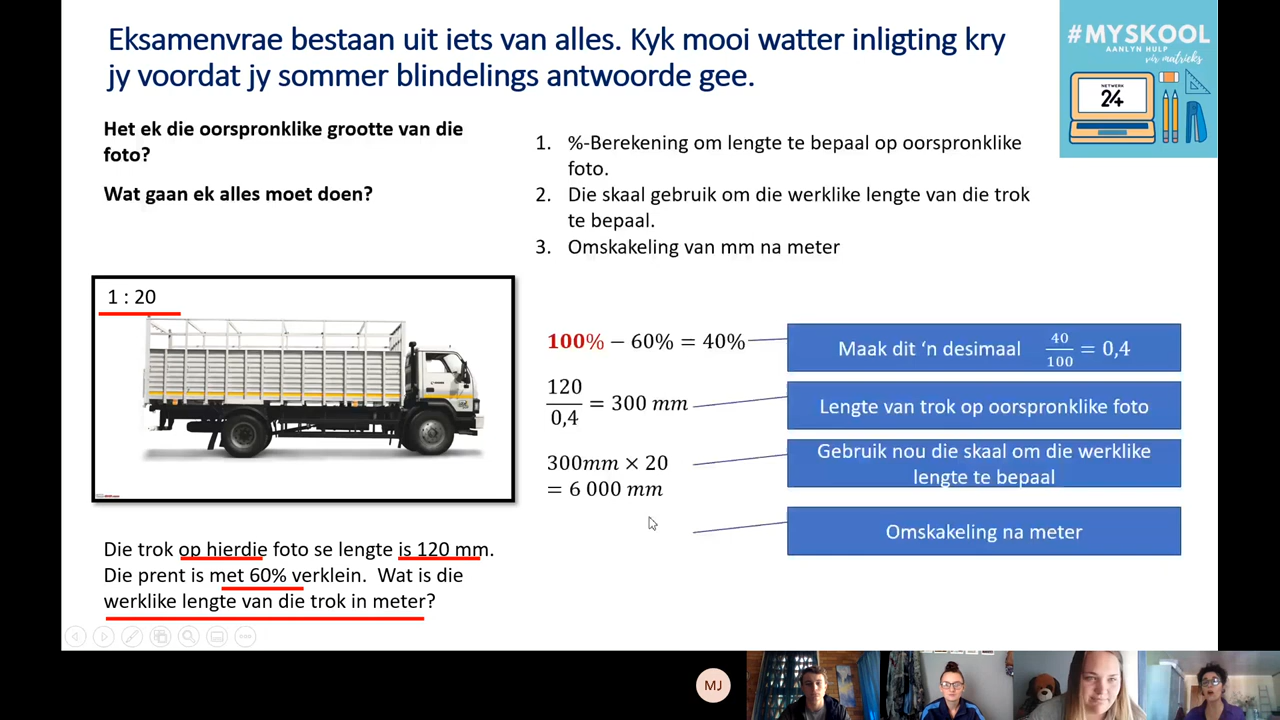 Eksamenvrae bestaan uit iets van alles. Kyk mooi watter inligting kry
jy voordat jy sommer blindelings antwoorde gee.
#MYSKOOL
AANLYN HULP
vir matrieks
NETWERK
24
Het ek die oorspronklike grootte van die
foto?
Wat gaan ek alles moet doen?
1. %-Berekening om lengte te bepaal op oorspronklike
foto.
2. Die skaal gebruik om die werklike lengte van die trok
te bepaal.
3. Omskakeling van mm na meter
1 : 20
100% − 60% = 40%
Maak dit ‘n desimaal 40/100 = 0,4
120/0,4 = 300 mm
Lengte van trok op oorspronklike foto
300mm × 20
= 6 000 mm
Gebruik nou die skaal om die werklike
lengte te bepaal
Omskakeling na meter
Die trok op hierdie foto se lengte is 120 mm.
Die prent is met 60% verklein. Wat is die
werklike lengte van die trok in meter?
MJ